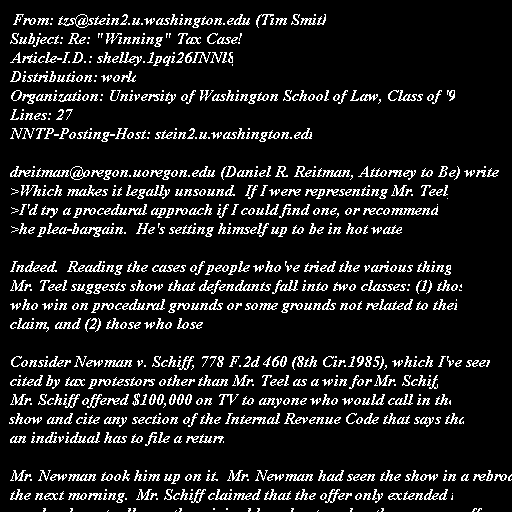 From: tzs@stein2.u.washington.edu (Tim Smith
Subject: Re: "Winning" Tax Case!
Article-I.D.: shelley.1pqi26INNl8
Distribution: world
Organization: University of Washington School of Law, Class of '9
Lines: 27
NNTP-Posting-Host: stein2.u.washington.edu

dreitman@oregon.uoregon.edu (Daniel R. Reitman, Attorney to Be) write
>Which makes it legally unsound.  If I were representing Mr. Teel,
>I'd try a procedural approach if I could find one, or recommend
>he plea-bargain.  He's setting himself up to be in hot wate

Indeed.  Reading the cases of people who've tried the various thing
Mr. Teel suggests show that defendants fall into two classes: (1) thos
who win on procedural grounds or some grounds not related to thei
claim, and (2) those who lose

Consider Newman v. Schiff, 778 F.2d 460 (8th Cir.1985), which I've seen
cited by tax protestors other than Mr. Teel as a win for Mr. Schif
Mr. Schiff offered $100,000 on TV to anyone who would call in the
show and cite any section of the Internal Revenue Code that says tha
an individual has to file a return

Mr. Newman took him up on it.  Mr. Newman had seen the show in a rebroa
the next morning.  Mr. Schiff claimed that the offer only extended